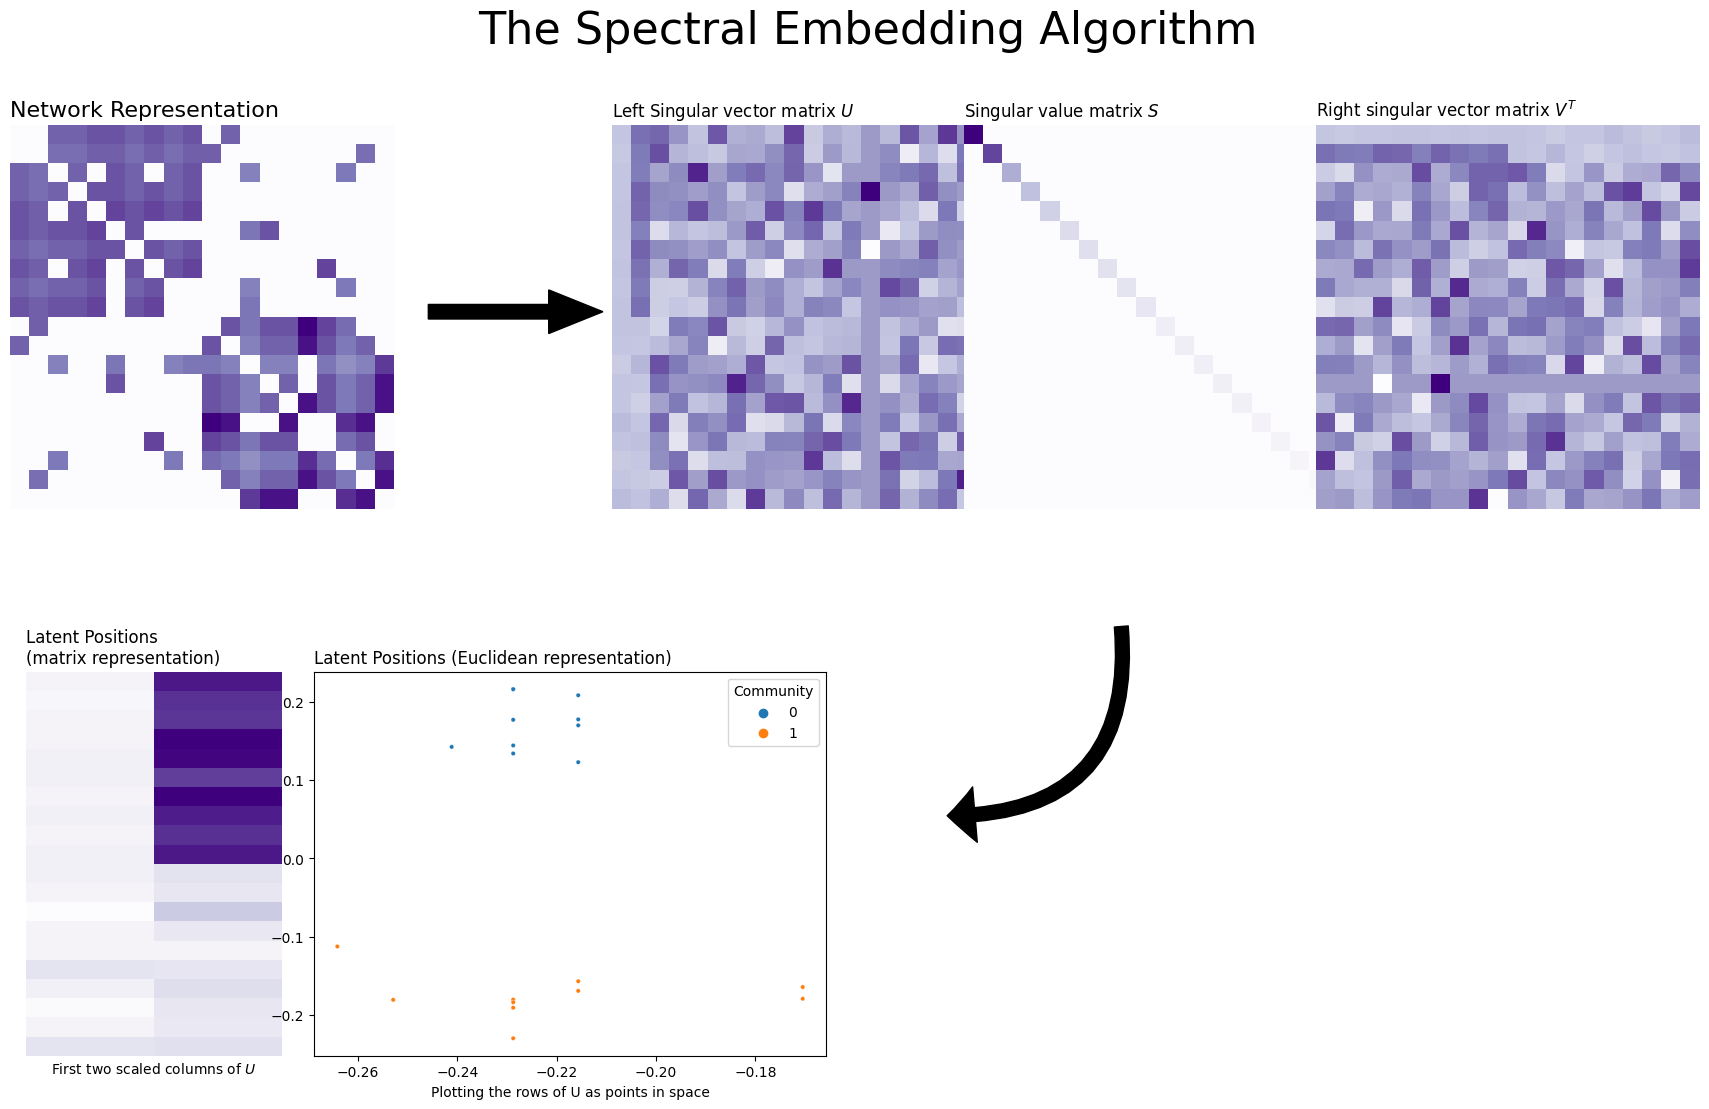 The Spectral Embedding Algorithm
Network Representation
Left Singular vector matrix U
Singular value matrix S
Right singular vector matrix V^T
Latent Positions
(matrix representation)
First two scaled columns of U
Latent Positions (Euclidean representation)
Community
0
1
0.2
0.1
0.0
−0.1
−0.2
−0.26
−0.24
−0.22
−0.20
−0.18
Plotting the rows of U as points in space